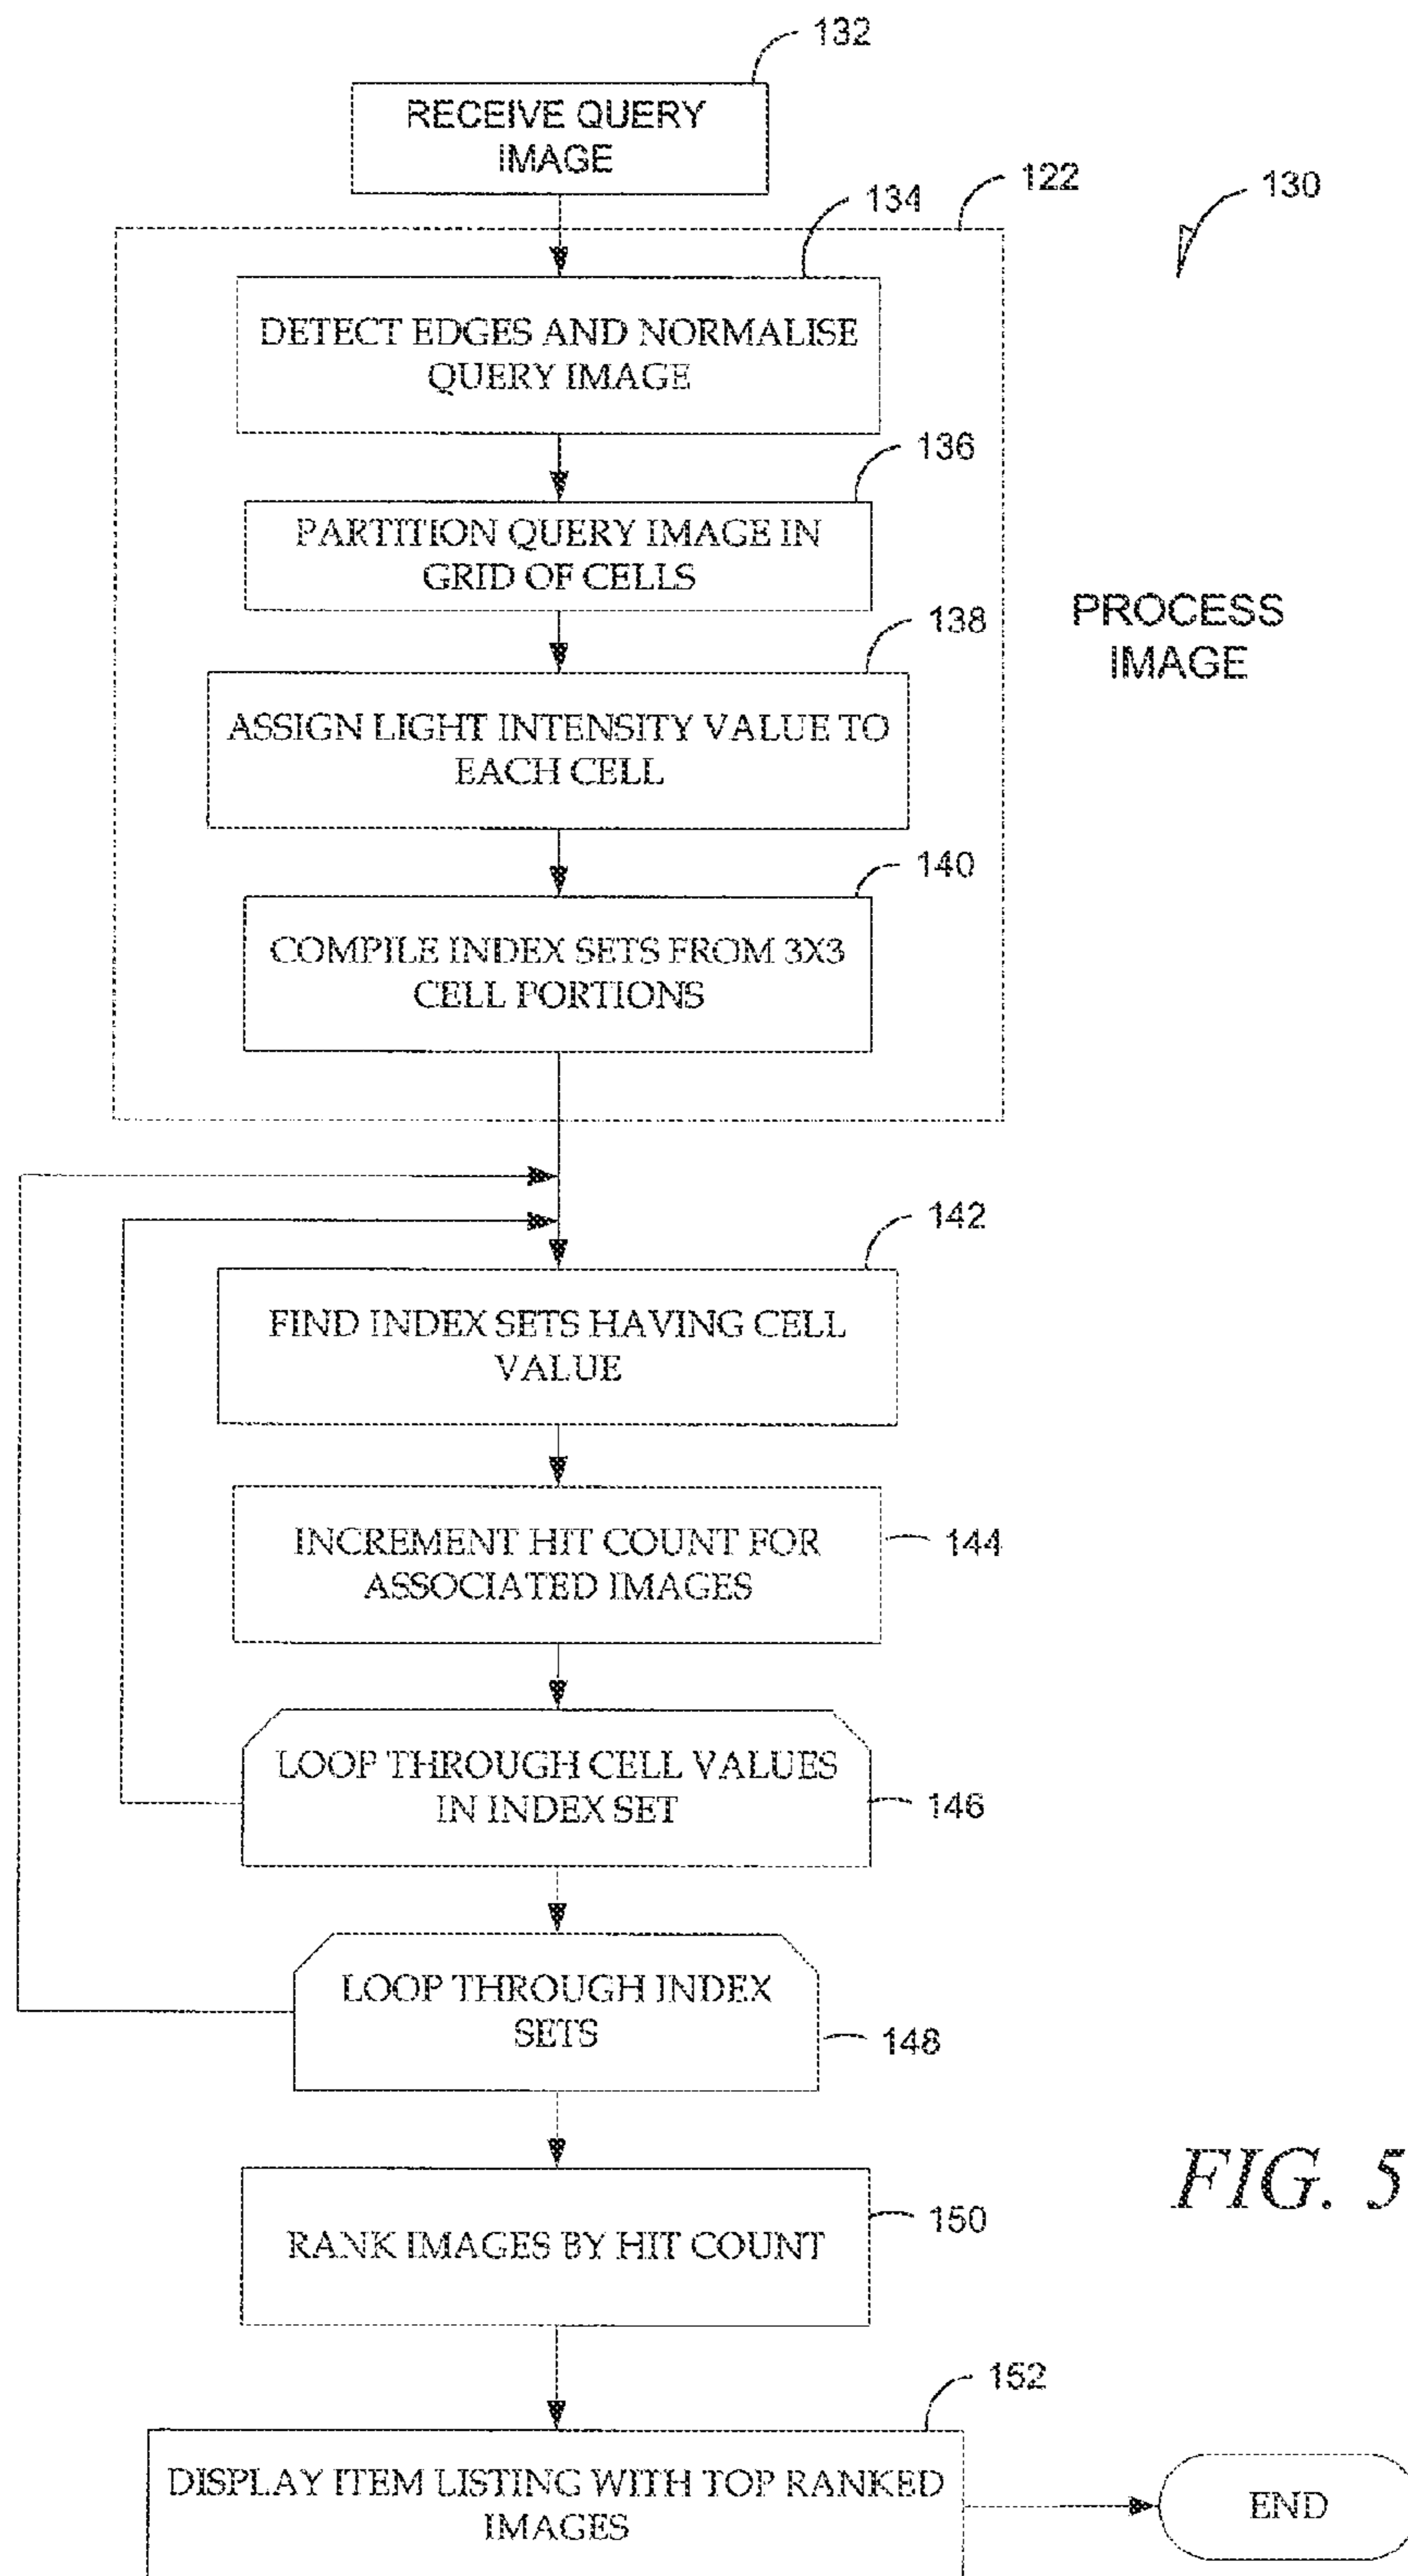 132
RECEIVE QUERY
IMAGE
122
130
134
DETECT EDGES AND NORMALISE
QUERY IMAGE
136
PARTITION QUERY IMAGE IN
GRID OF CELLS
PROCESS
IMAGE
138
ASSIGN LIGHT INTENSITY VALUE TO
EACH CELL
140
COMPILE INDEX SETS FROM 3X3
CELL PORTIONS
142
FIND INDEX SETS HAVING CELL
VALUE
INCREMENT HIT COUNT FOR
ASSOCIATED IMAGES
144
LOOP THROUGH CELL VALUES
IN INDEX SET
146
LOOP THROUGH INDEX
SETS
148
FIG. 5
RANK IMAGES BY HIT COUNT
150
152
DISPLAY ITEM LISTING WITH TOP RANKED
IMAGES
END